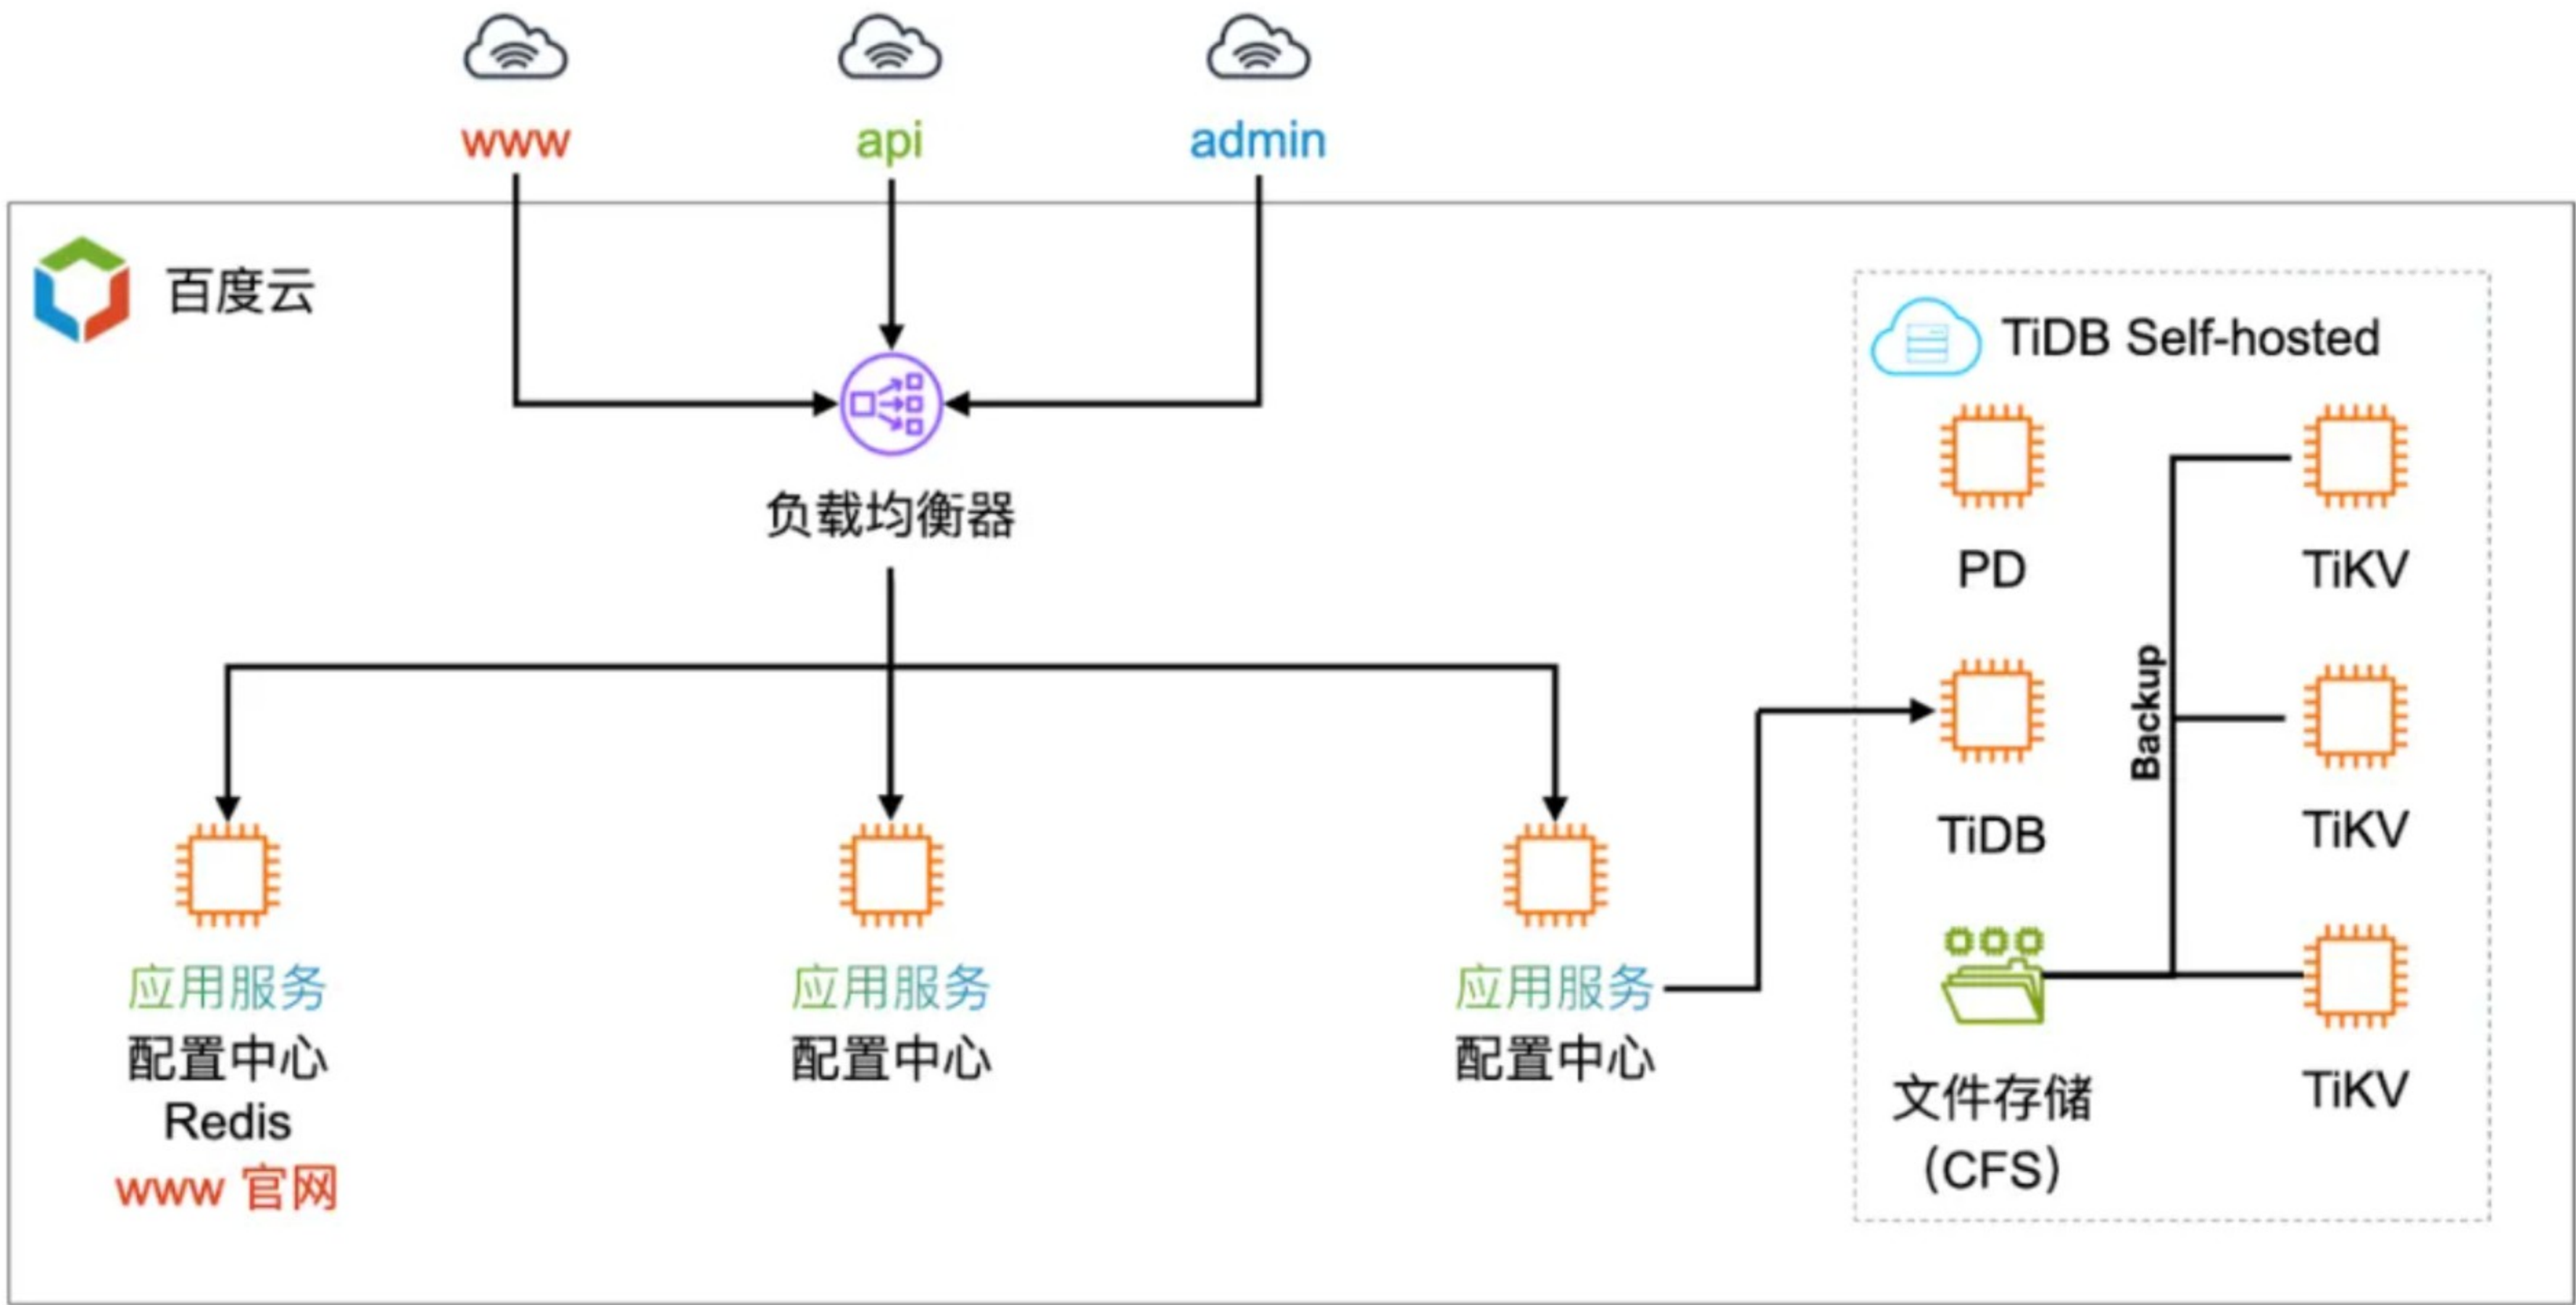 www
api
admin
百度云
TiDB Self-hosted
负载均衡器
PD
TiKV
Backup
TiDB
TiKV
应用服务
配置中心
Redis
www 官网
应用服务
配置中心
应用服务
配置中心
文件存储
(CFS)
TiKV